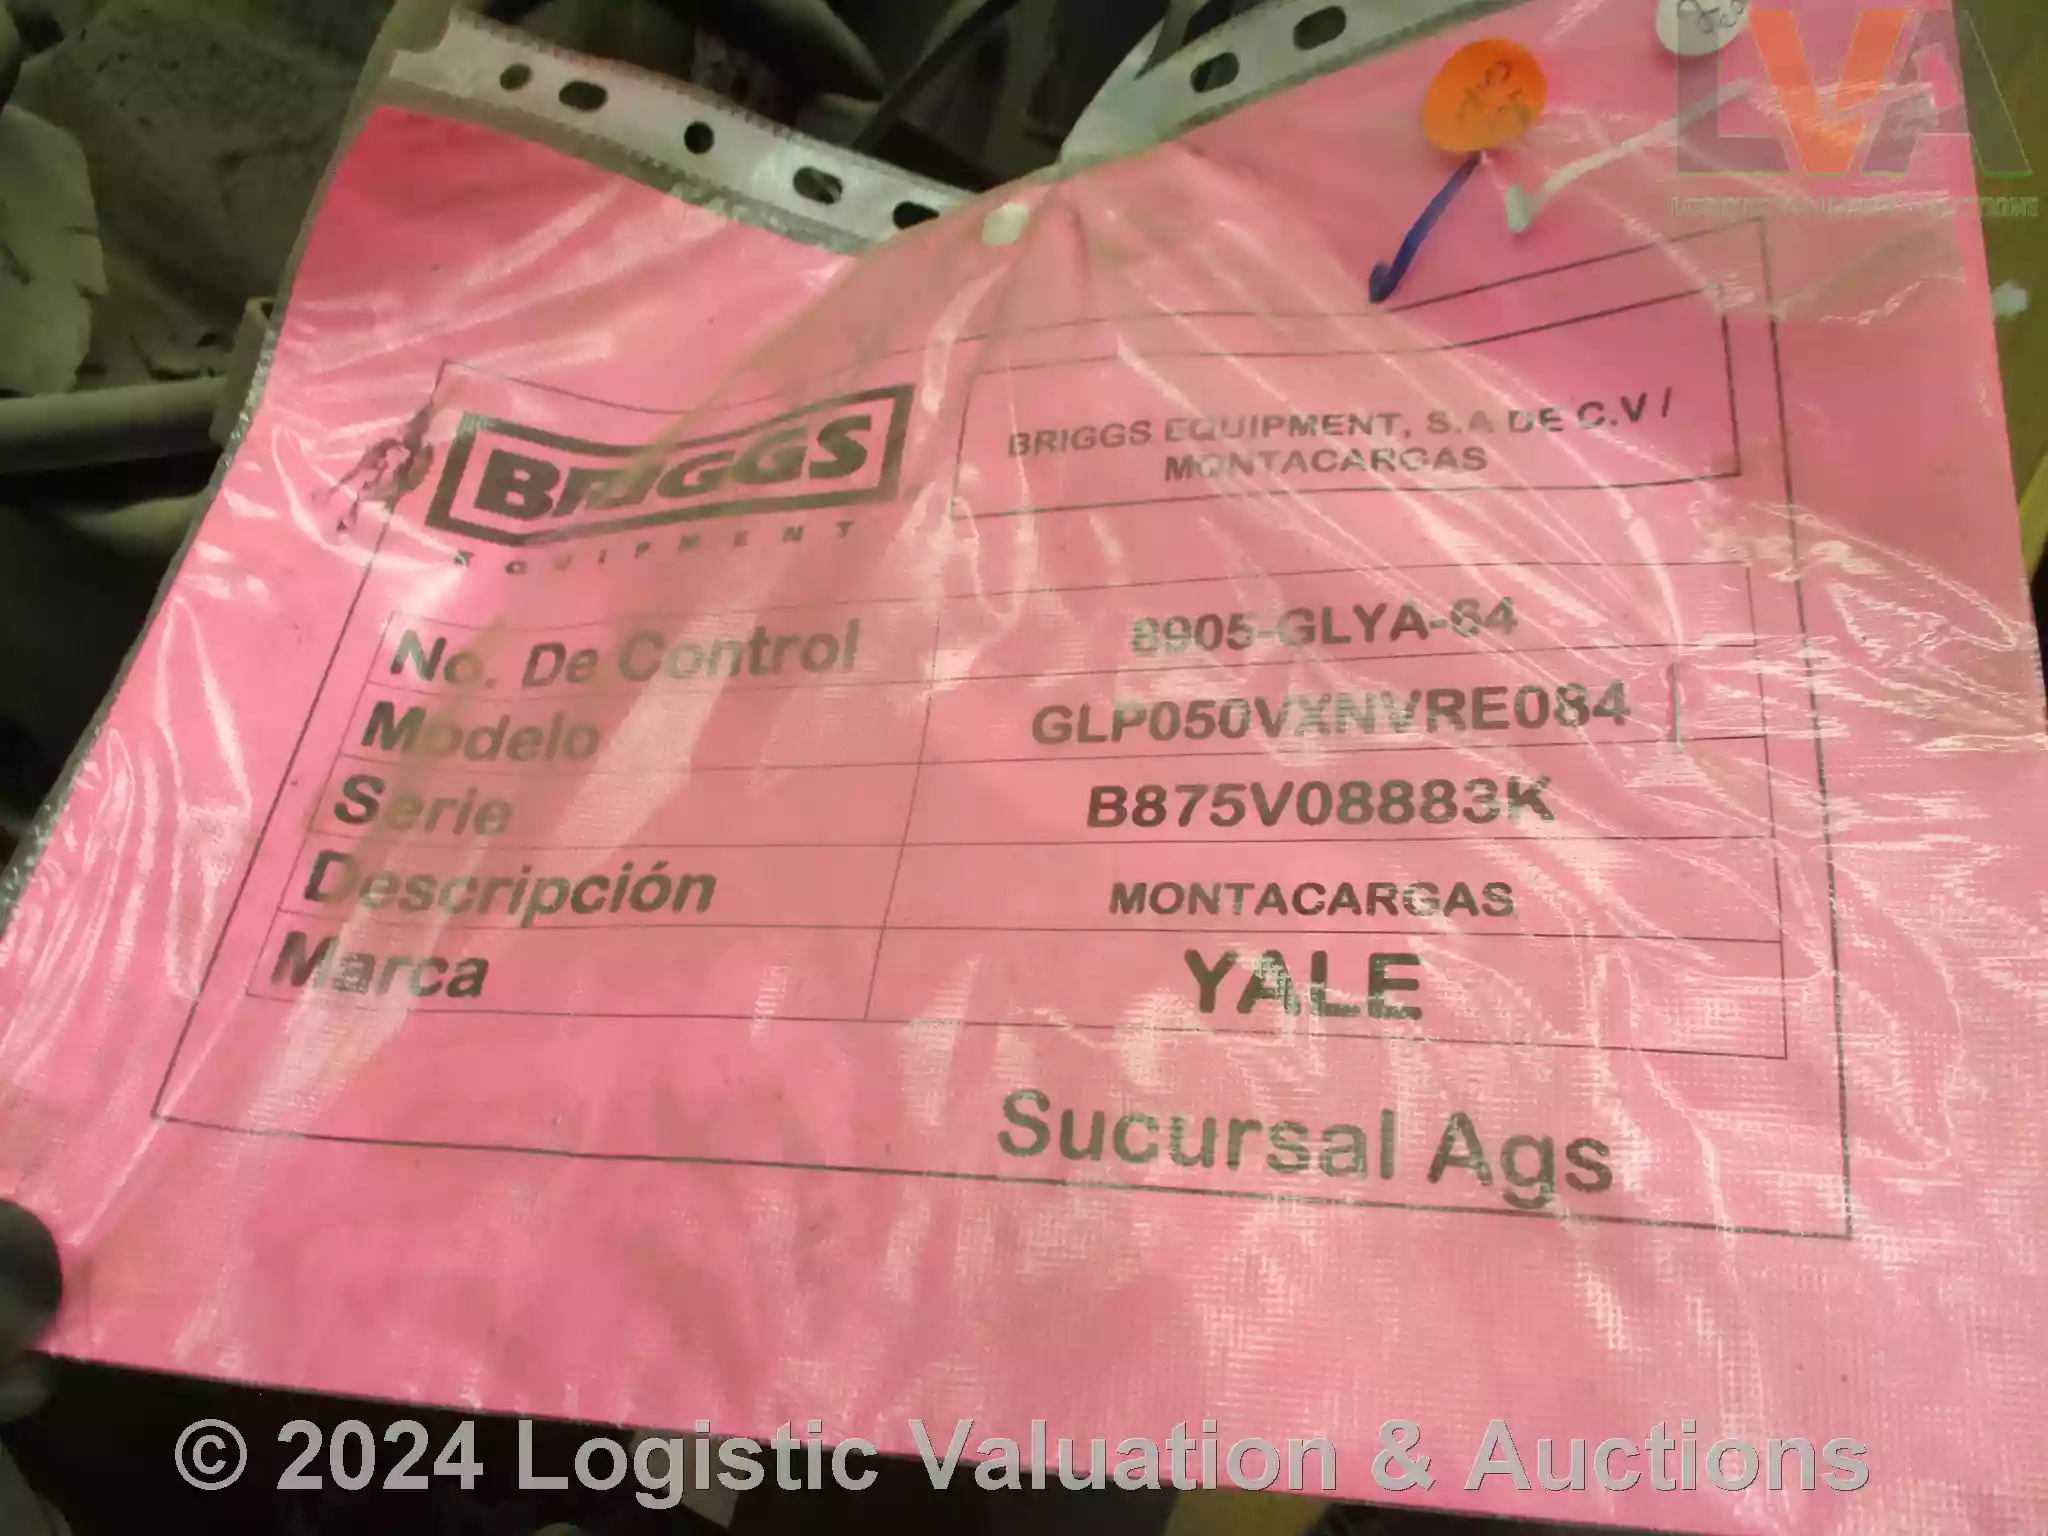 LVA
BRIGGS
EQUIPMENT
BRIGGS EQUIPMENT, S.A DE C.V /
MONTACARGAS
No. De Control 8905-GLYA-64
Modelo GLP050VXNVRE084
Serie B875V08883K
Descripción MONTACARGAS
Marca YALE
Sucursal Ags
© 2024 Logistic Valuation & Auctions